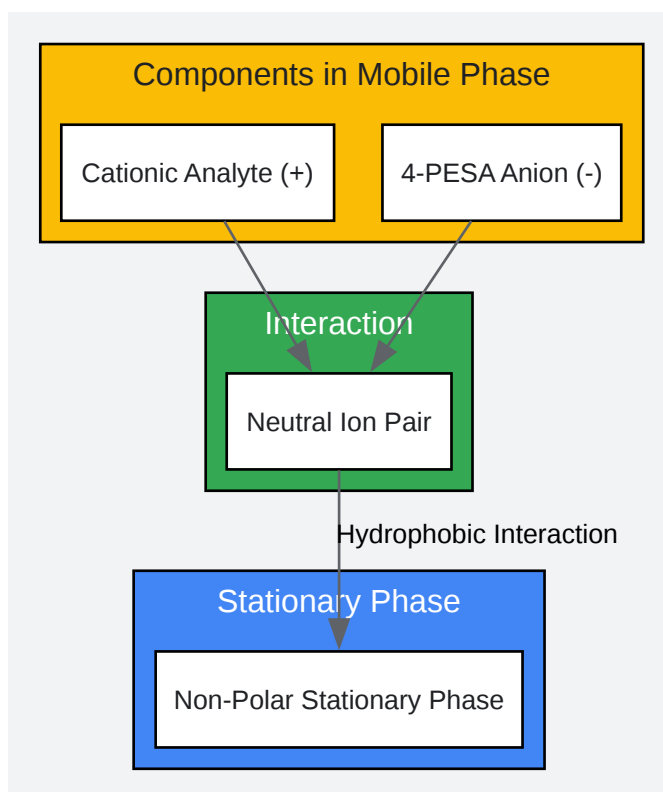 Components in Mobile Phase
Cationic Analyte (+)
4-PESA Anion (-)
Interaction
Neutral Ion Pair
Hydrophobic Interaction
Stationary Phase
Non-Polar Stationary Phase